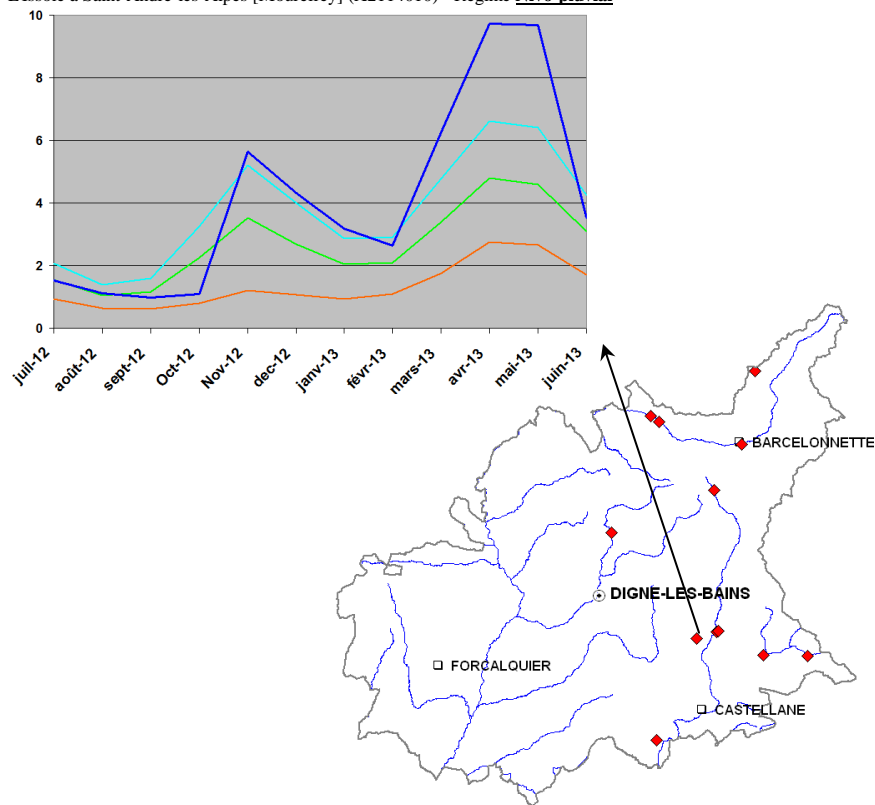 10
8
6
4
2
0
juil-12
août-12
sept-12
Oct-12
Nov-12
dec-12
janv-13
févr-13
mars-13
avr-13
mai-13
juin-13
BARCELONNETTE
DIGNE-LES-BAINS
FORCALQUIER
CASTELLANE